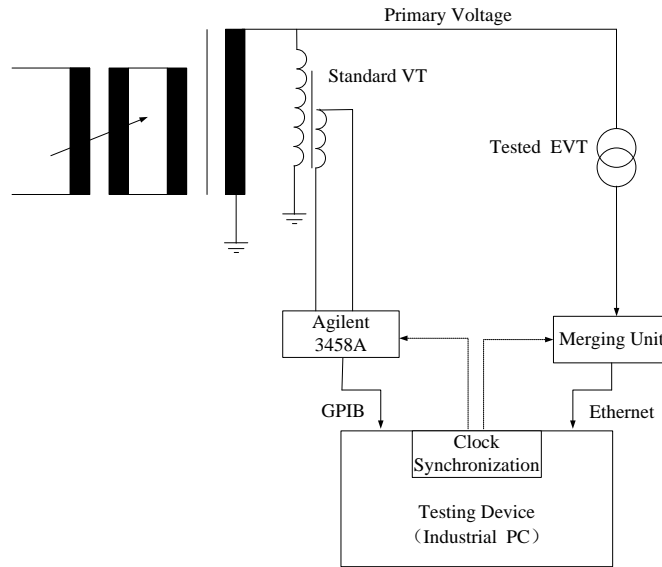 Primary Voltage
Standard VT
Tested EVT
Agilent
3458A
Merging Unit
GPIB
Ethernet
Clock
Synchronization
Testing Device
（Industrial PC）